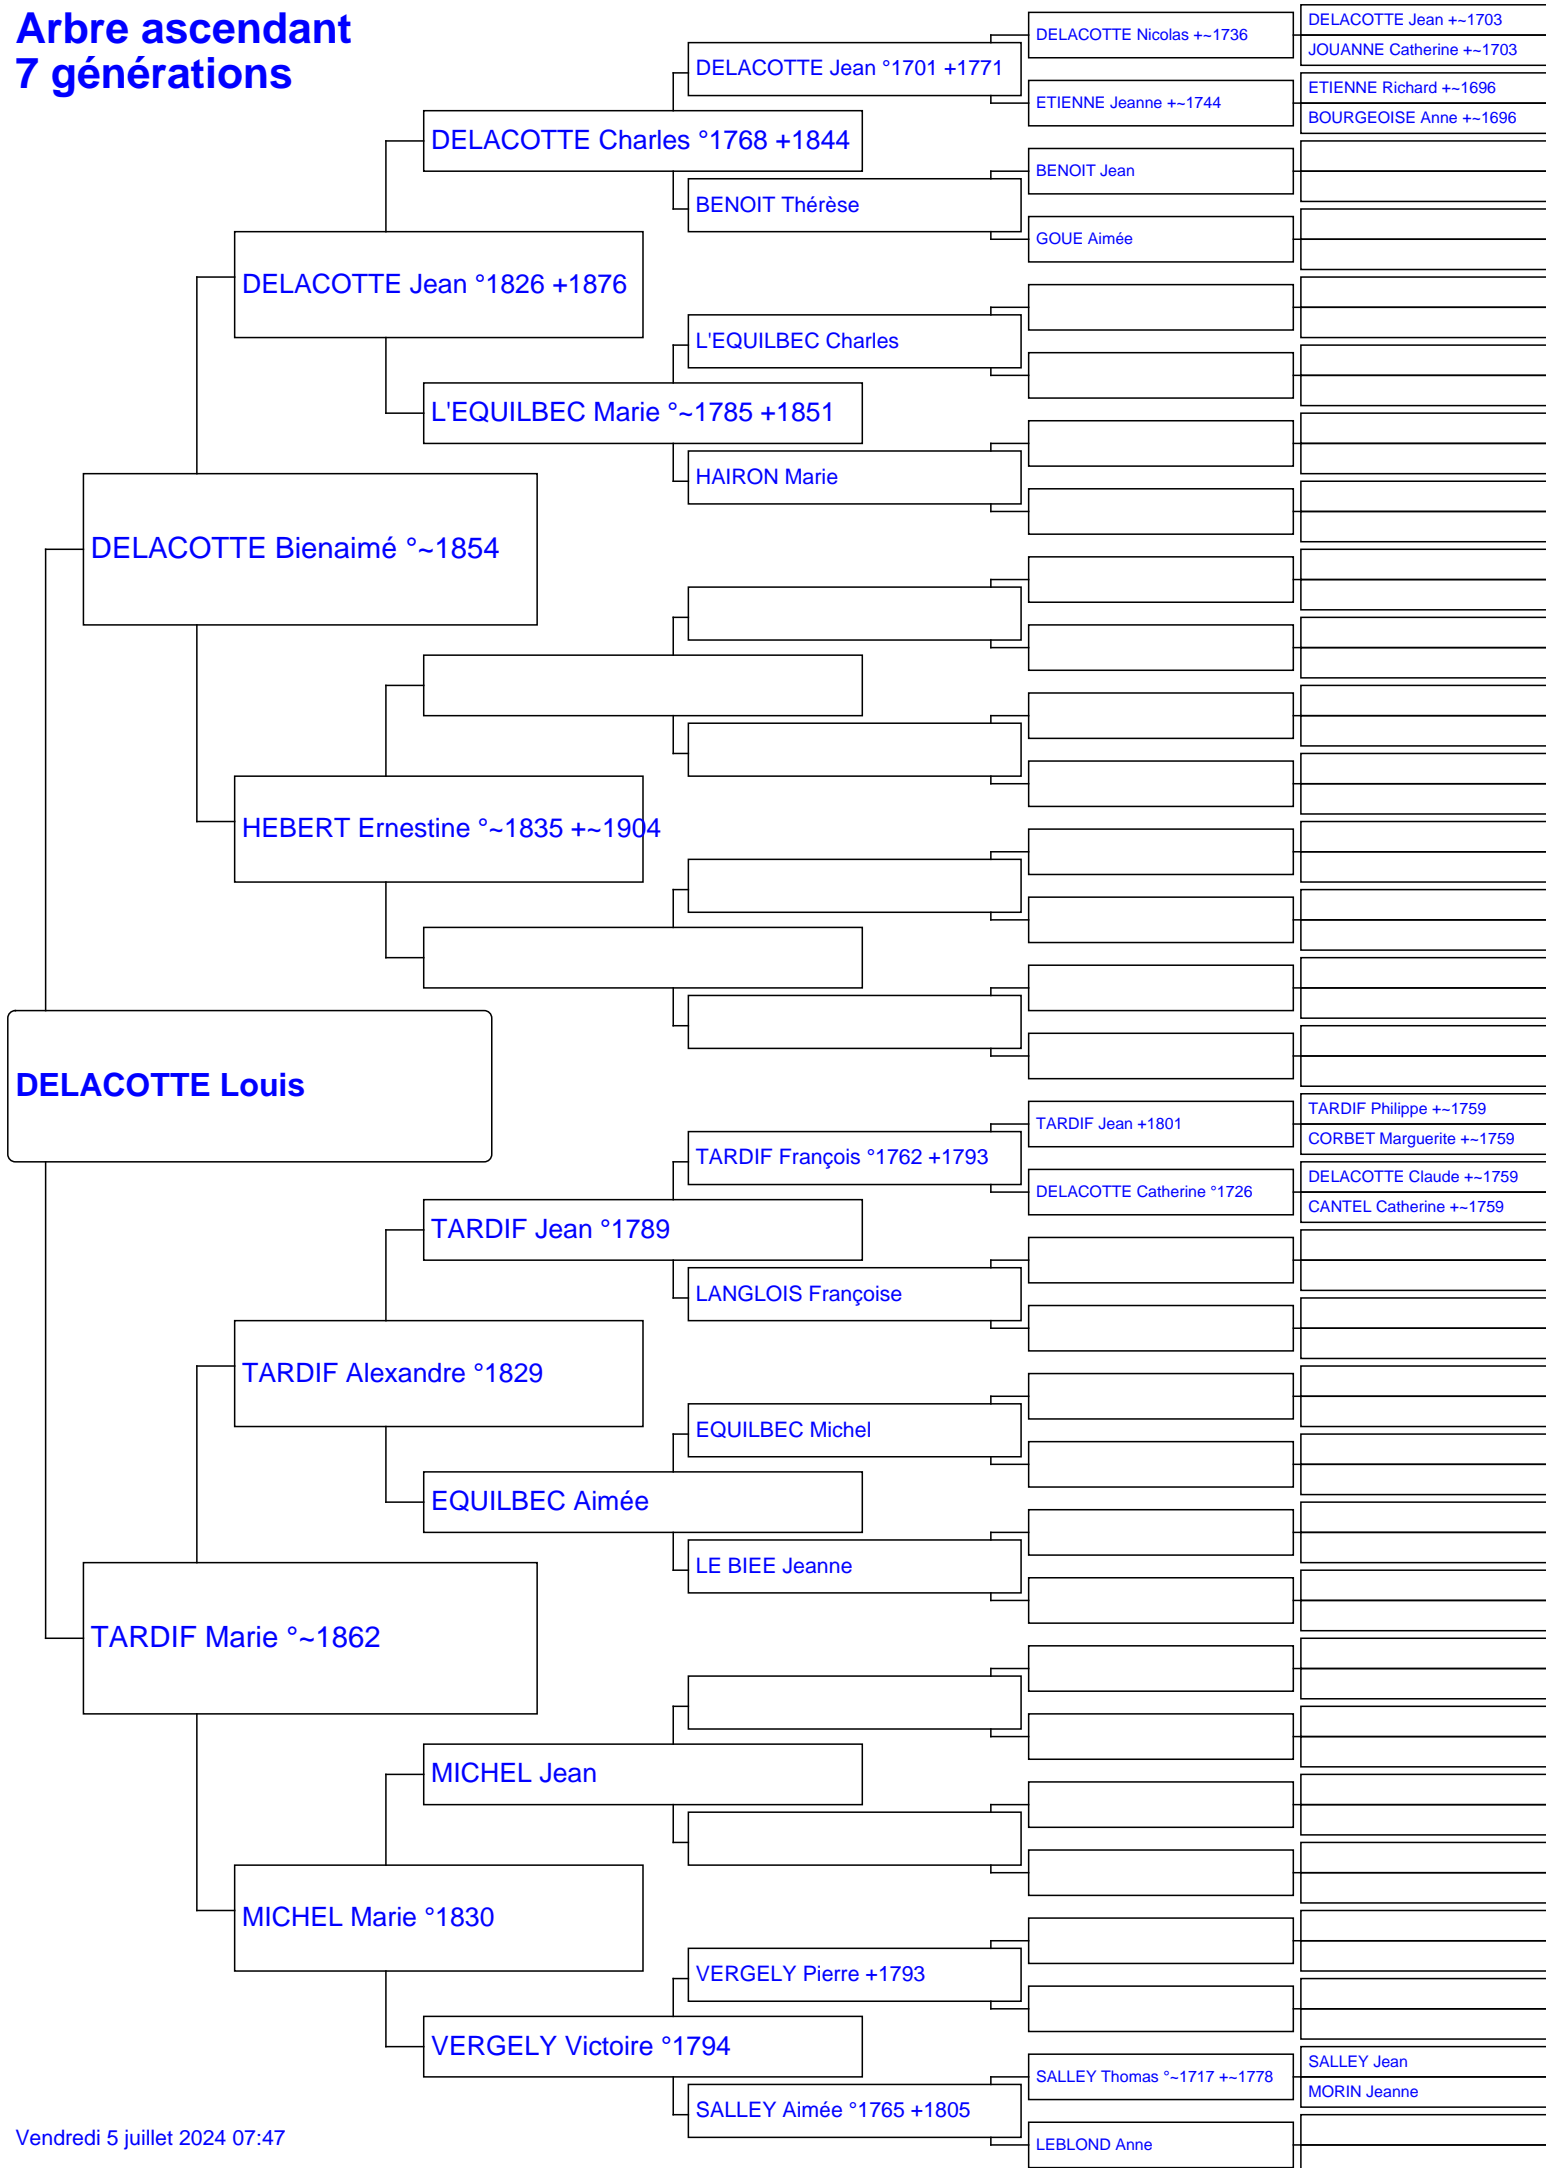 Arbre ascendant
7 générations
DELACOTTE Nicolas +~1736
DELACOTTE Jean +~1703
JOUANNE Catherine +~1703
DELACOTTE Jean °1701 +1771
ETIENNE Jeanne +~1744
ETIENNE Richard +~1696
BOURGEOISE Anne +~1696
DELACOTTE Charles °1768 +1844
BENOIT Jean
BENOIT Thérèse
GOUE Aimée
DELACOTTE Jean °1826 +1876
L'EQUILBEC Charles
L'EQUILBEC Marie °~1785 +1851
HAIRON Marie
DELACOTTE Bienaimé °~1854
HEBERT Ernestine °~1835 +~1904
DELACOTTE Louis
TARDIF Jean +1801
TARDIF Philippe +~1759
CORBET Marguerite +~1759
TARDIF François °1762 +1793
DELACOTTE Catherine °1726
DELACOTTE Claude +~1759
CANTEL Catherine +~1759
TARDIF Jean °1789
LANGLOIS Françoise
TARDIF Alexandre °1829
EQUILBEC Michel
EQUILBEC Aimée
LE BIEE Jeanne
TARDIF Marie °~1862
MICHEL Jean
MICHEL Marie °1830
VERGELY Pierre +1793
VERGELY Victoire °1794
SALLEY Thomas °~1717 +~1778
SALLEY Jean
MORIN Jeanne
SALLEY Aimée °1765 +1805
LEBLOND Anne
Vendredi 5 juillet 2024 07:47